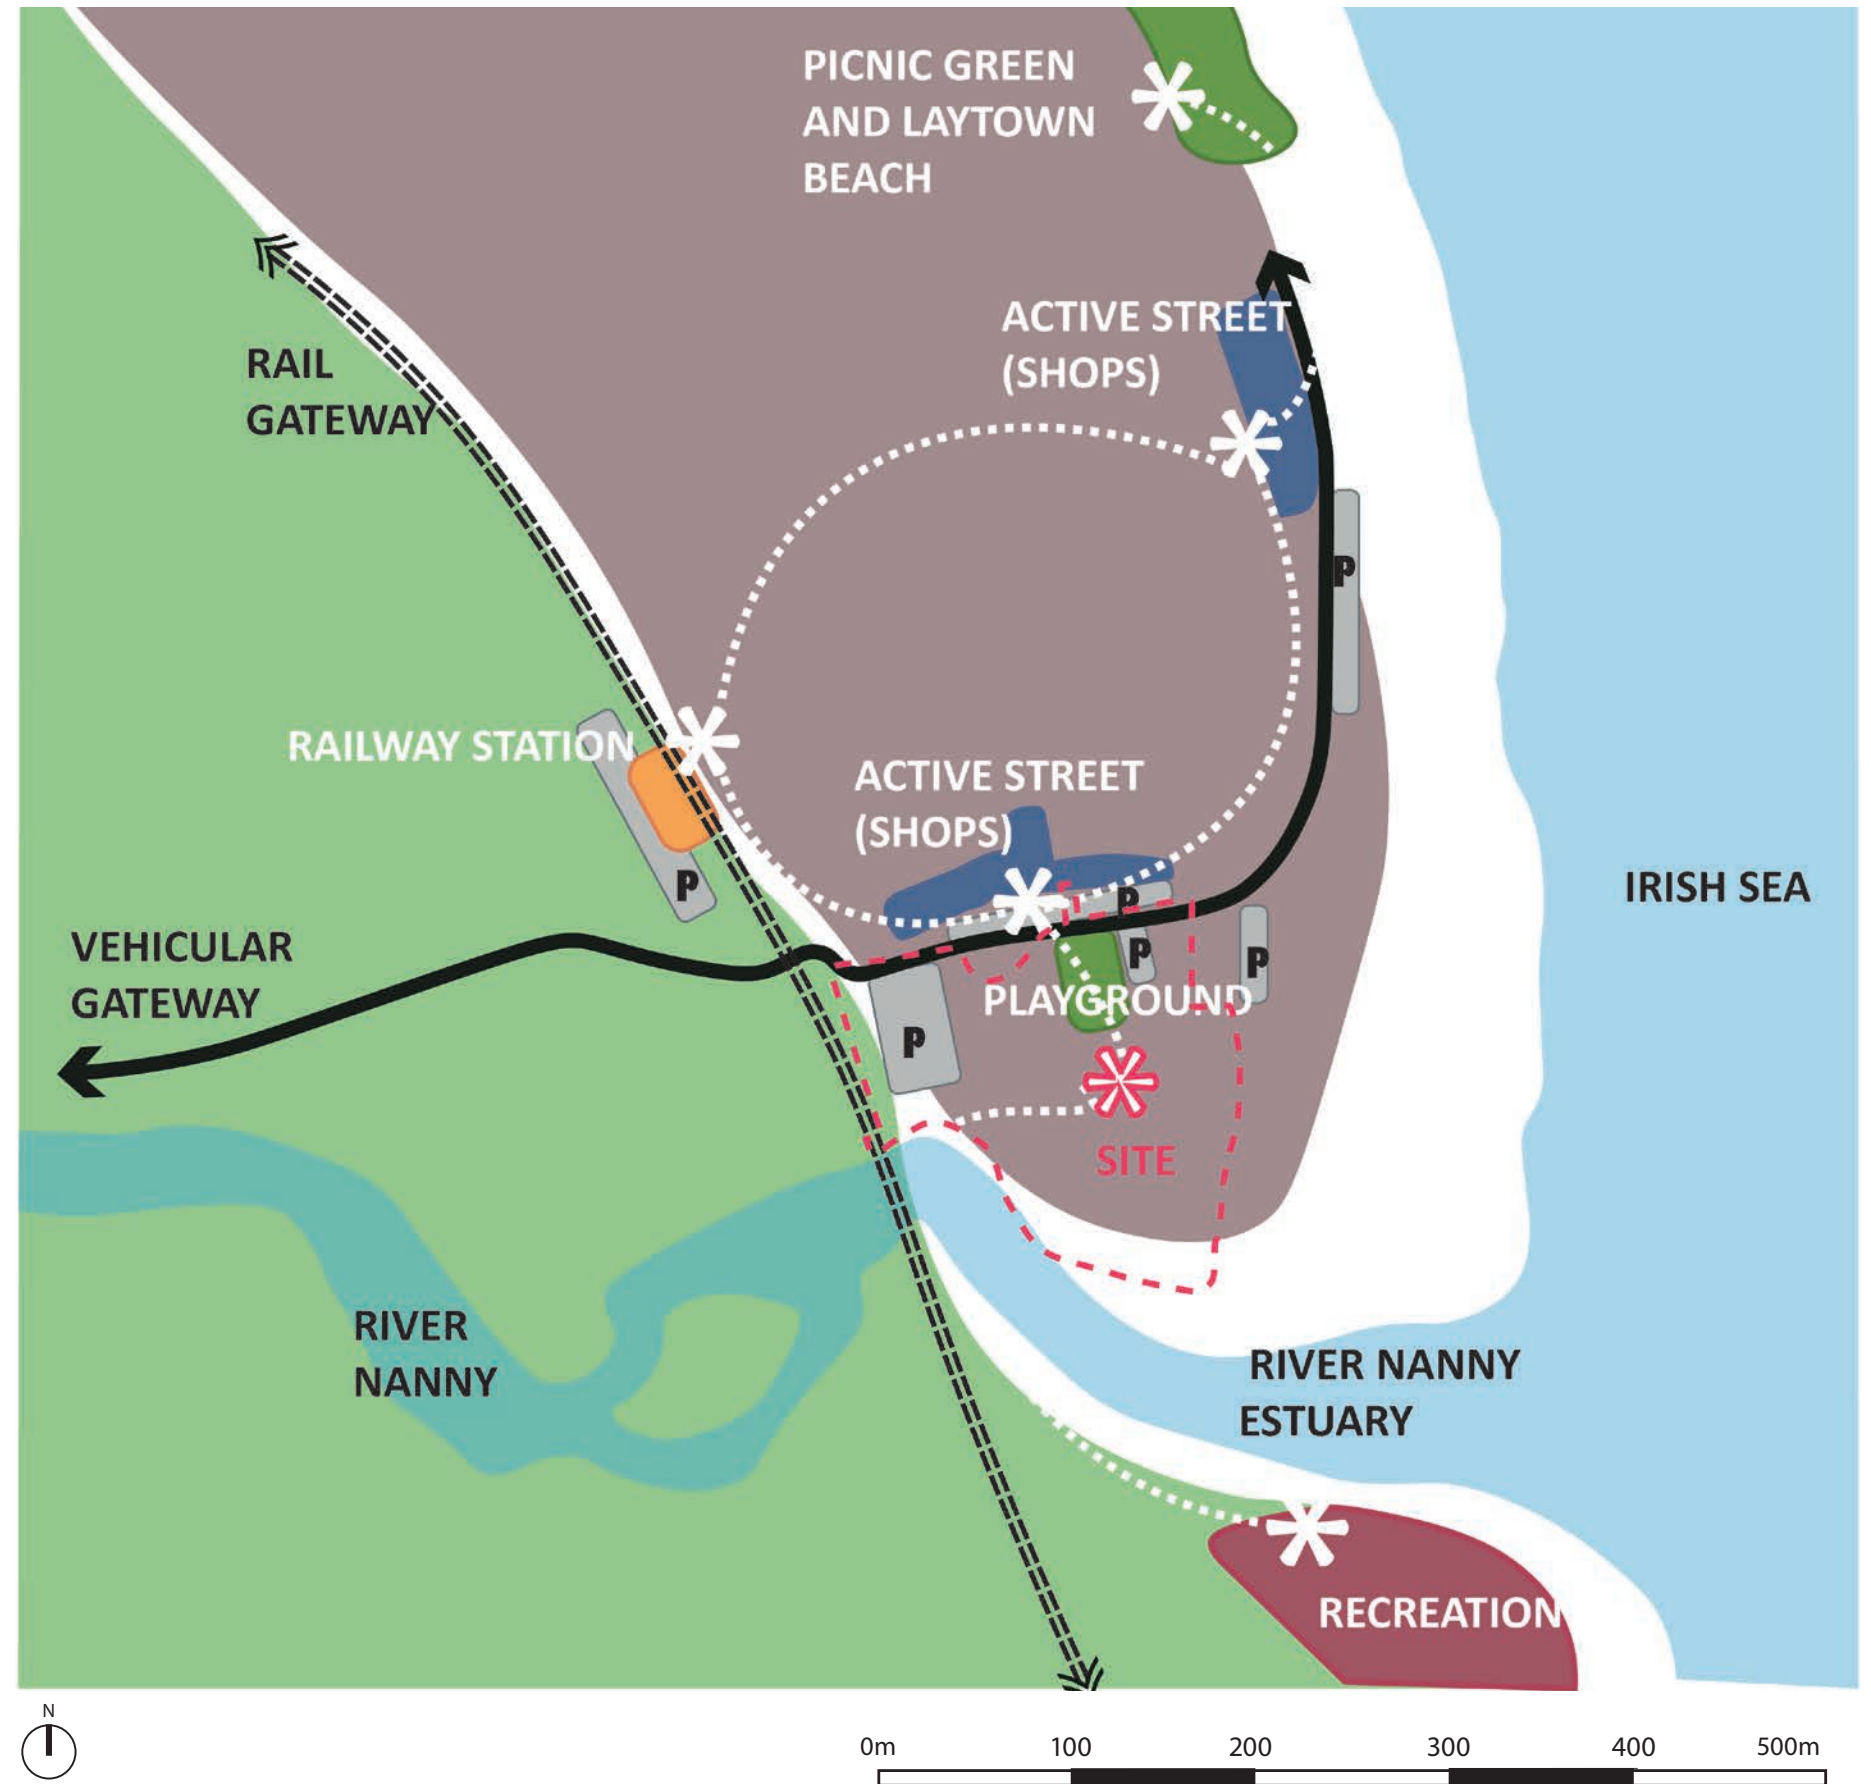 PICNIC GREEN
AND LAYTOWN
BEACH
ACTIVE STREET
(SHOPS)
RAIL
GATEWAY
P
RAILWAY STATION
ACTIVE STREET
(SHOPS)
P
P
IRISH SEA
VEHICULAR
GATEWAY
P
P
PLAYGROUND
P
SITE
RIVER
NANNY
RIVER NANNY
ESTUARY
RECREATION
N
0m 100 200 300 400 500m